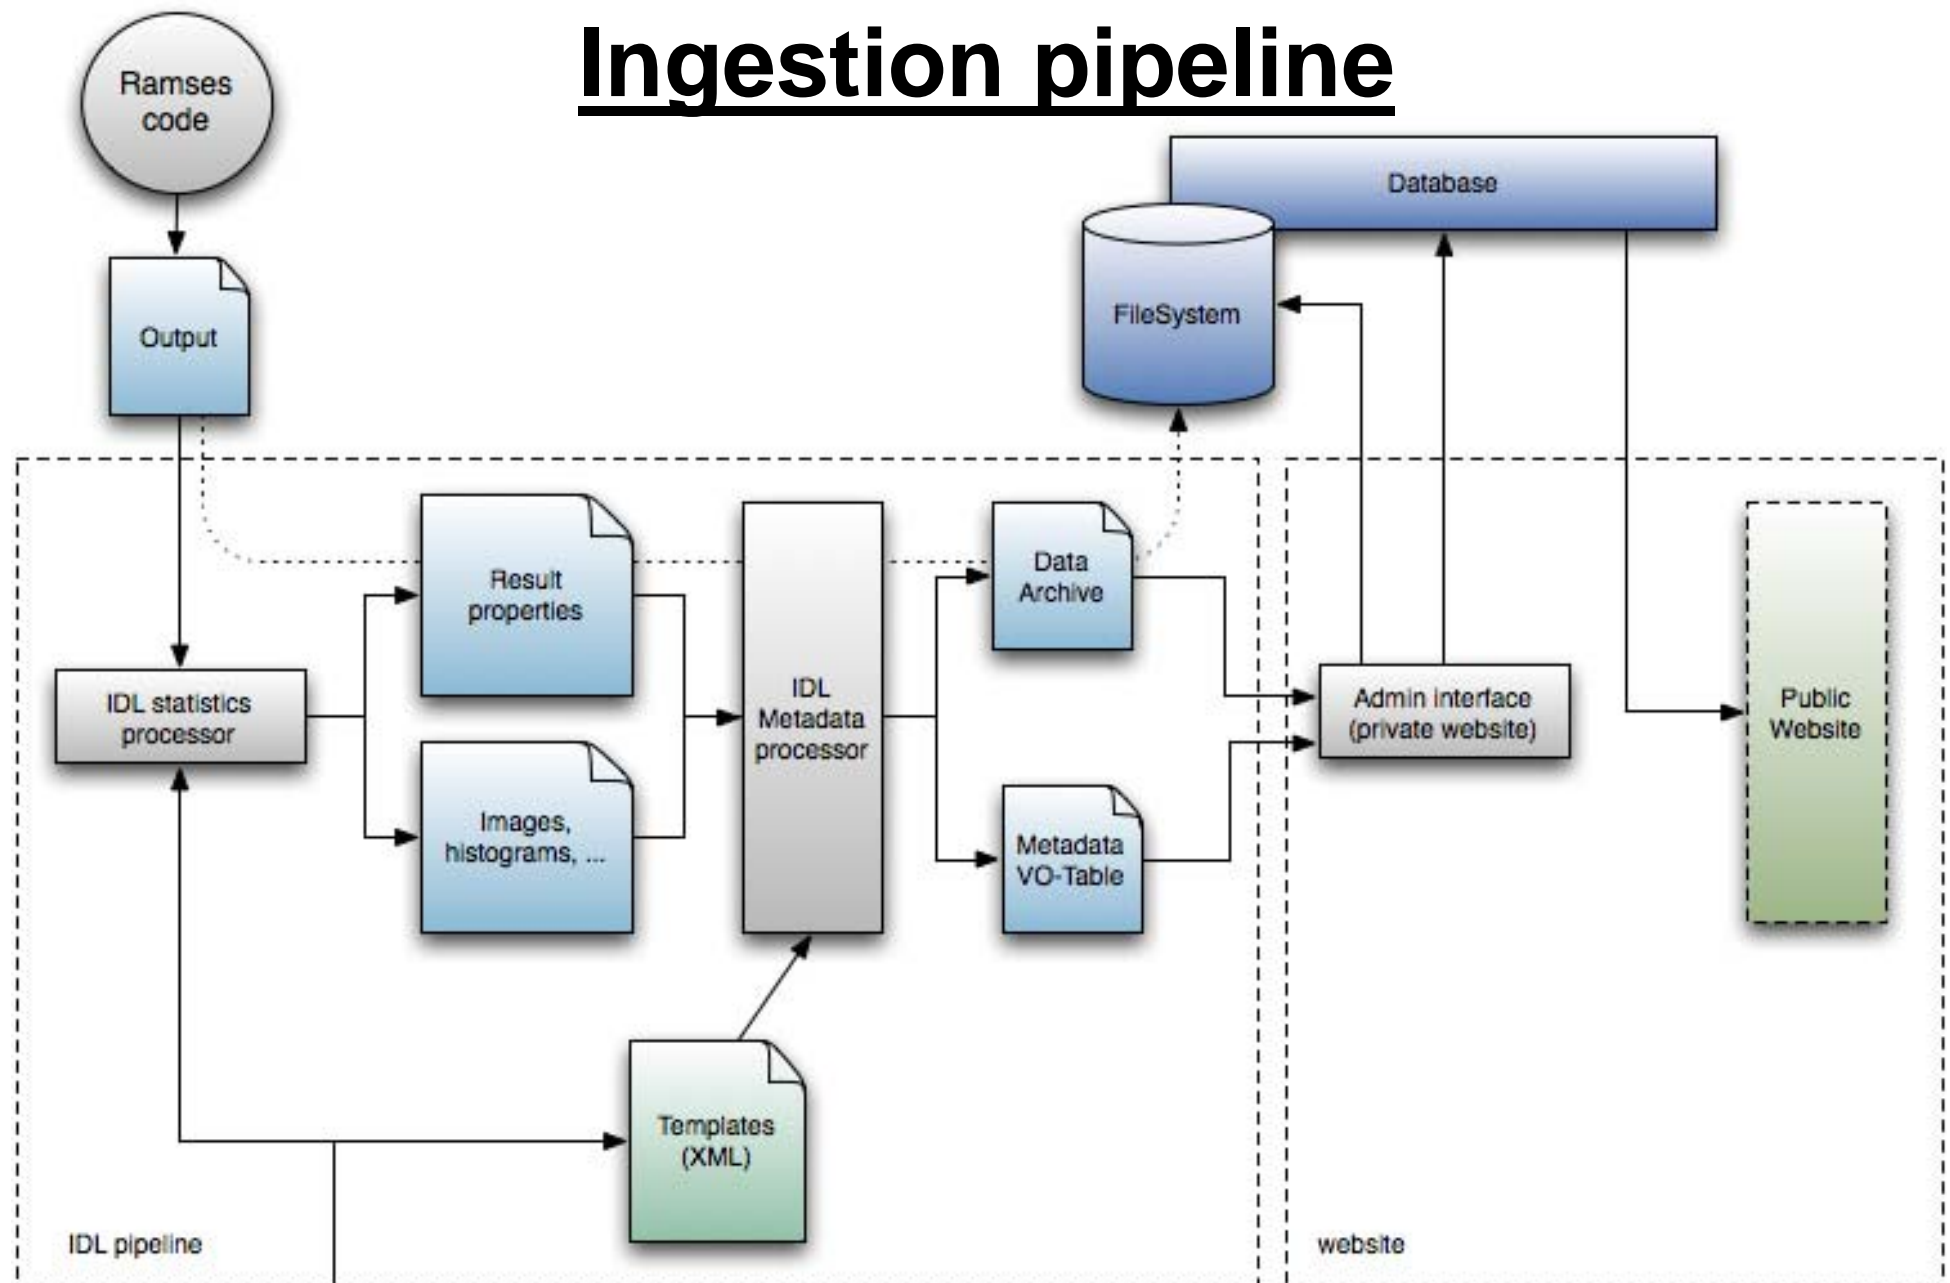 Ingestion pipeline
Ramses
code
Database
Output
FileSystem
Result
properties
Data
Archive
IDL statistics
processor
IDL
Metadata
processor
Admin interface
(private website)
Public
Website
Images,
histograms, ...
Metadata
VO-Table
Templates
(XML)
IDL pipeline
website